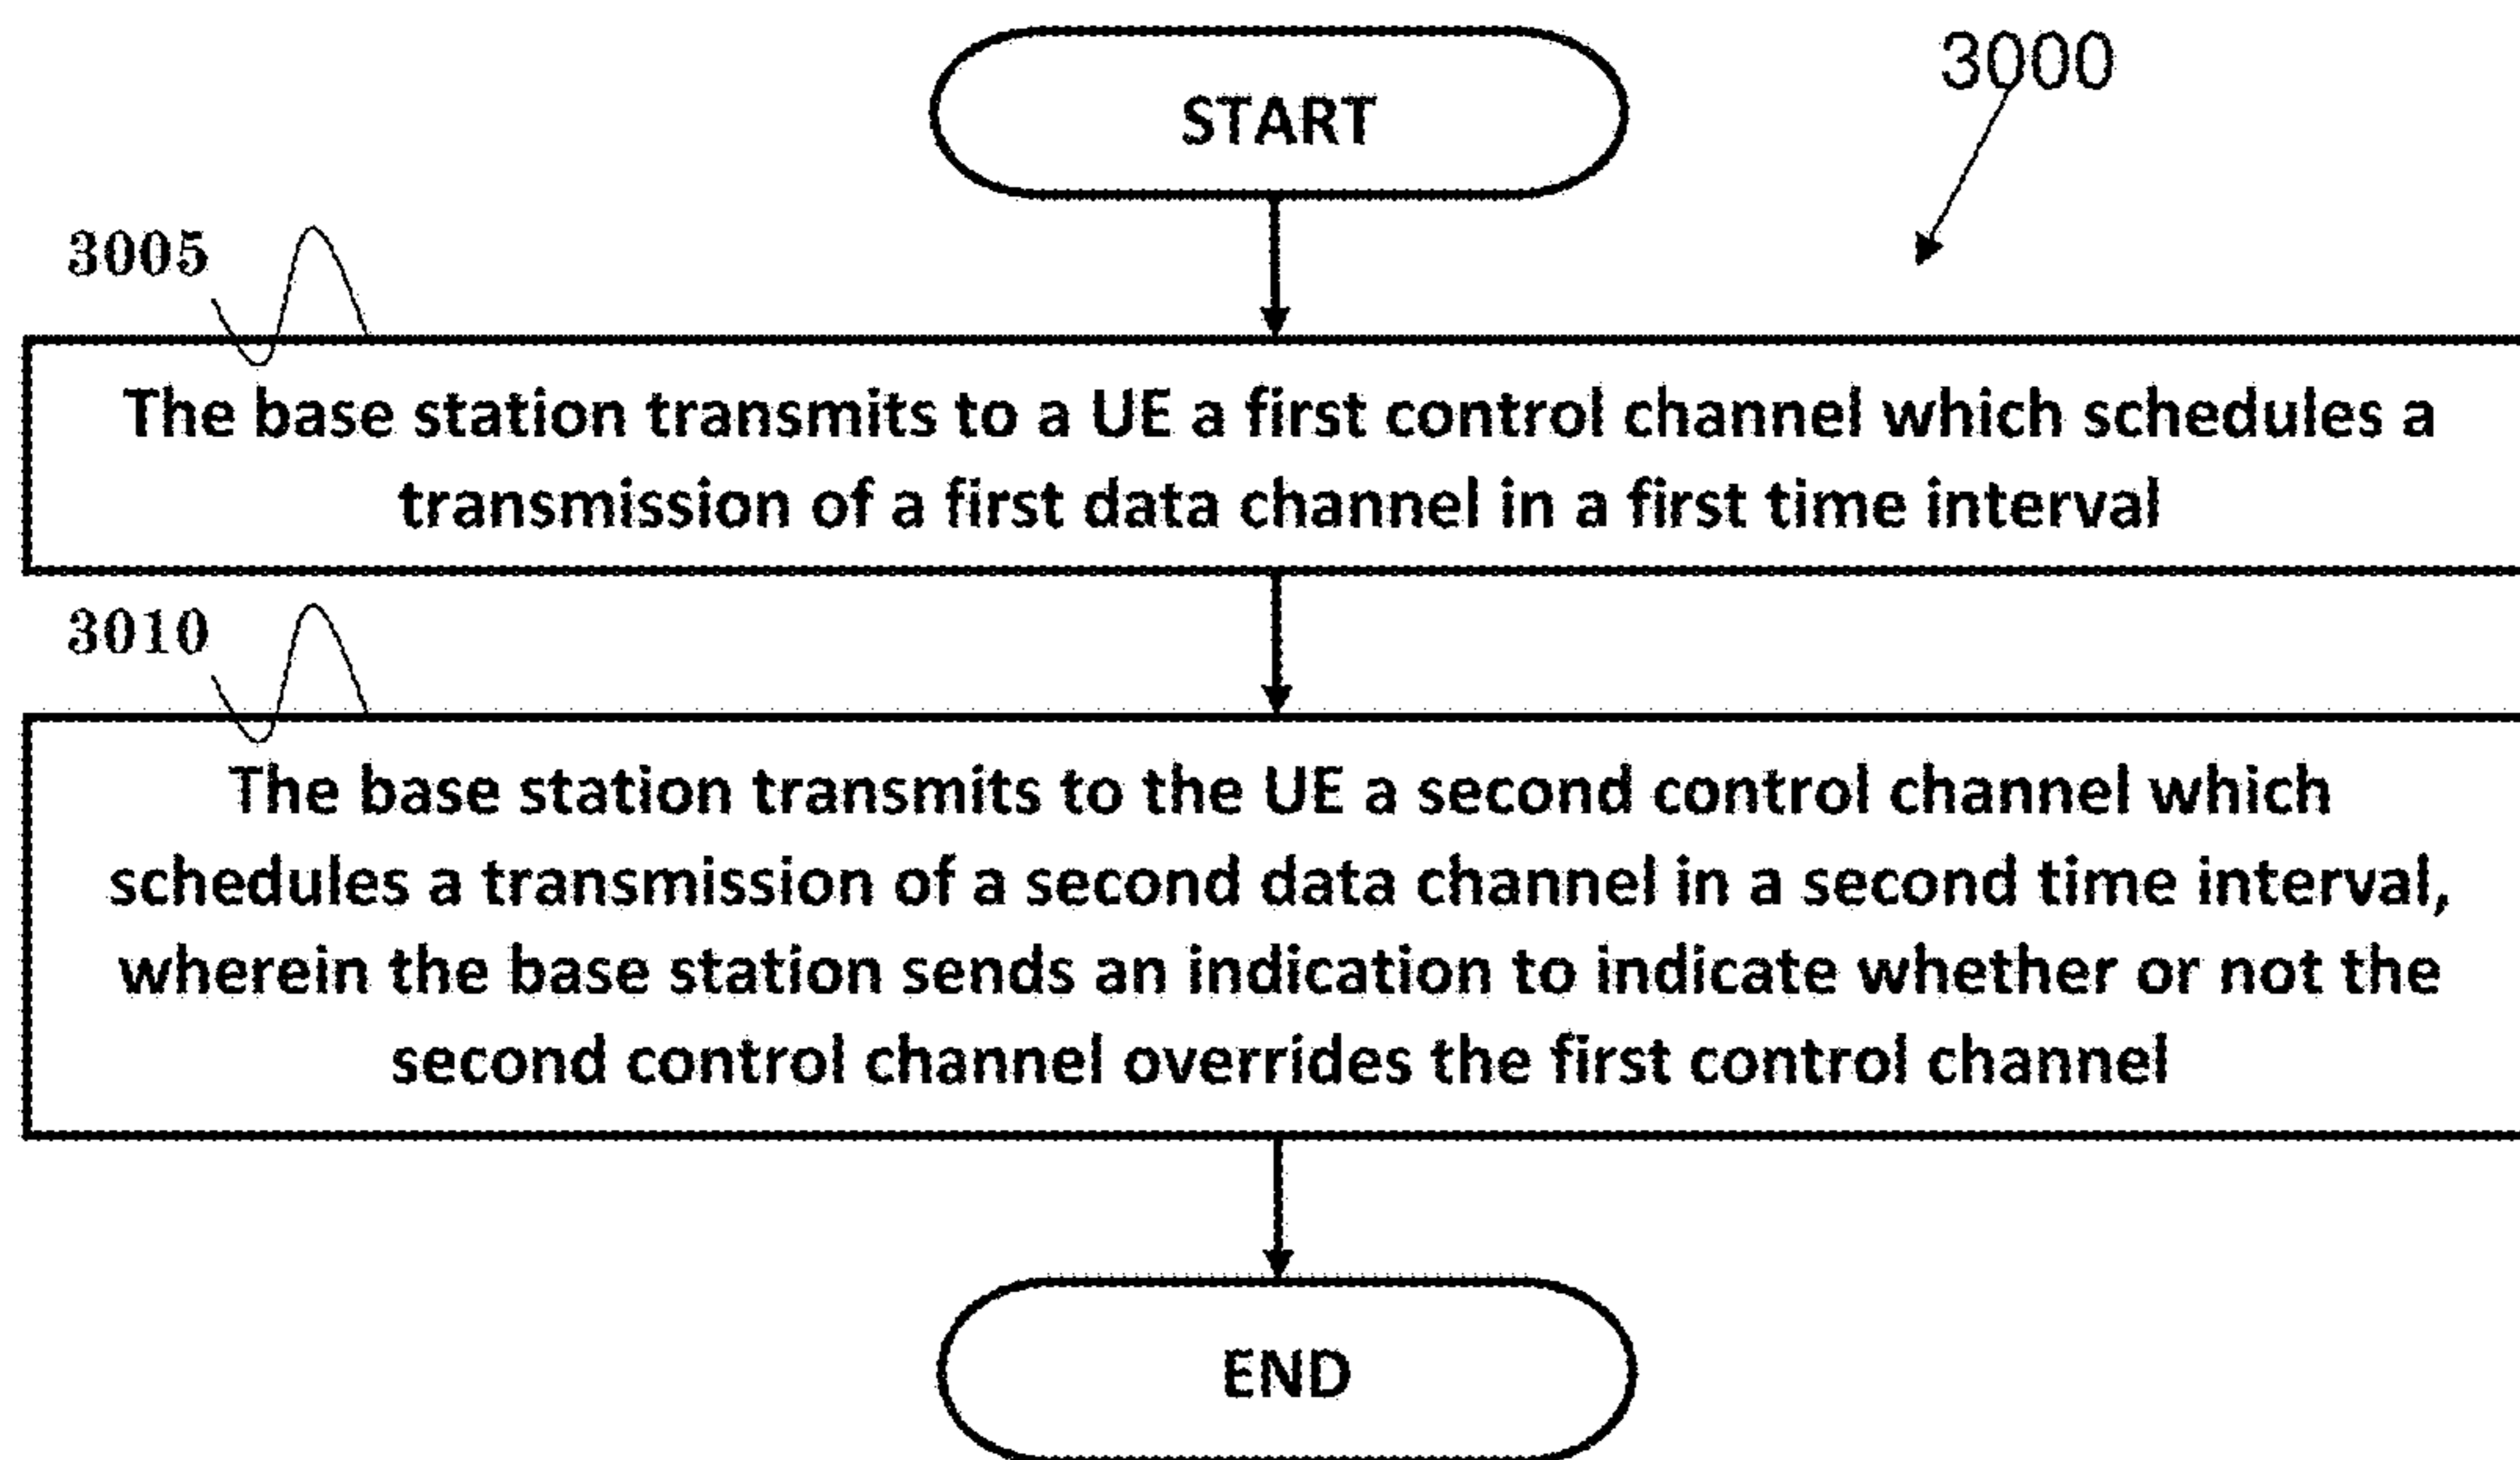 START
3000
3005
The base station transmits to a UE a first control channel which schedules a
transmission of a first data channel in a first time interval
3010
The base station transmits to the UE a second control channel which
schedules a transmission of a second data channel in a second time interval,
wherein the base station sends an indication to indicate whether or not the
second control channel overrides the first control channel
END